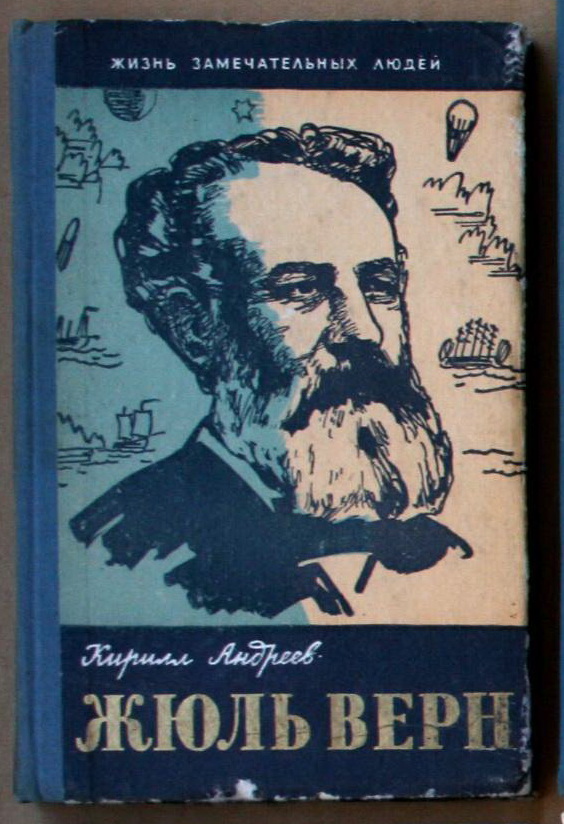 ЖИЗНЬ ЗАМЕЧАТЕЛЬНЫХ ЛЮДЕЙ
Кирилл Андреев
ЖЮЛЬ ВЕРН